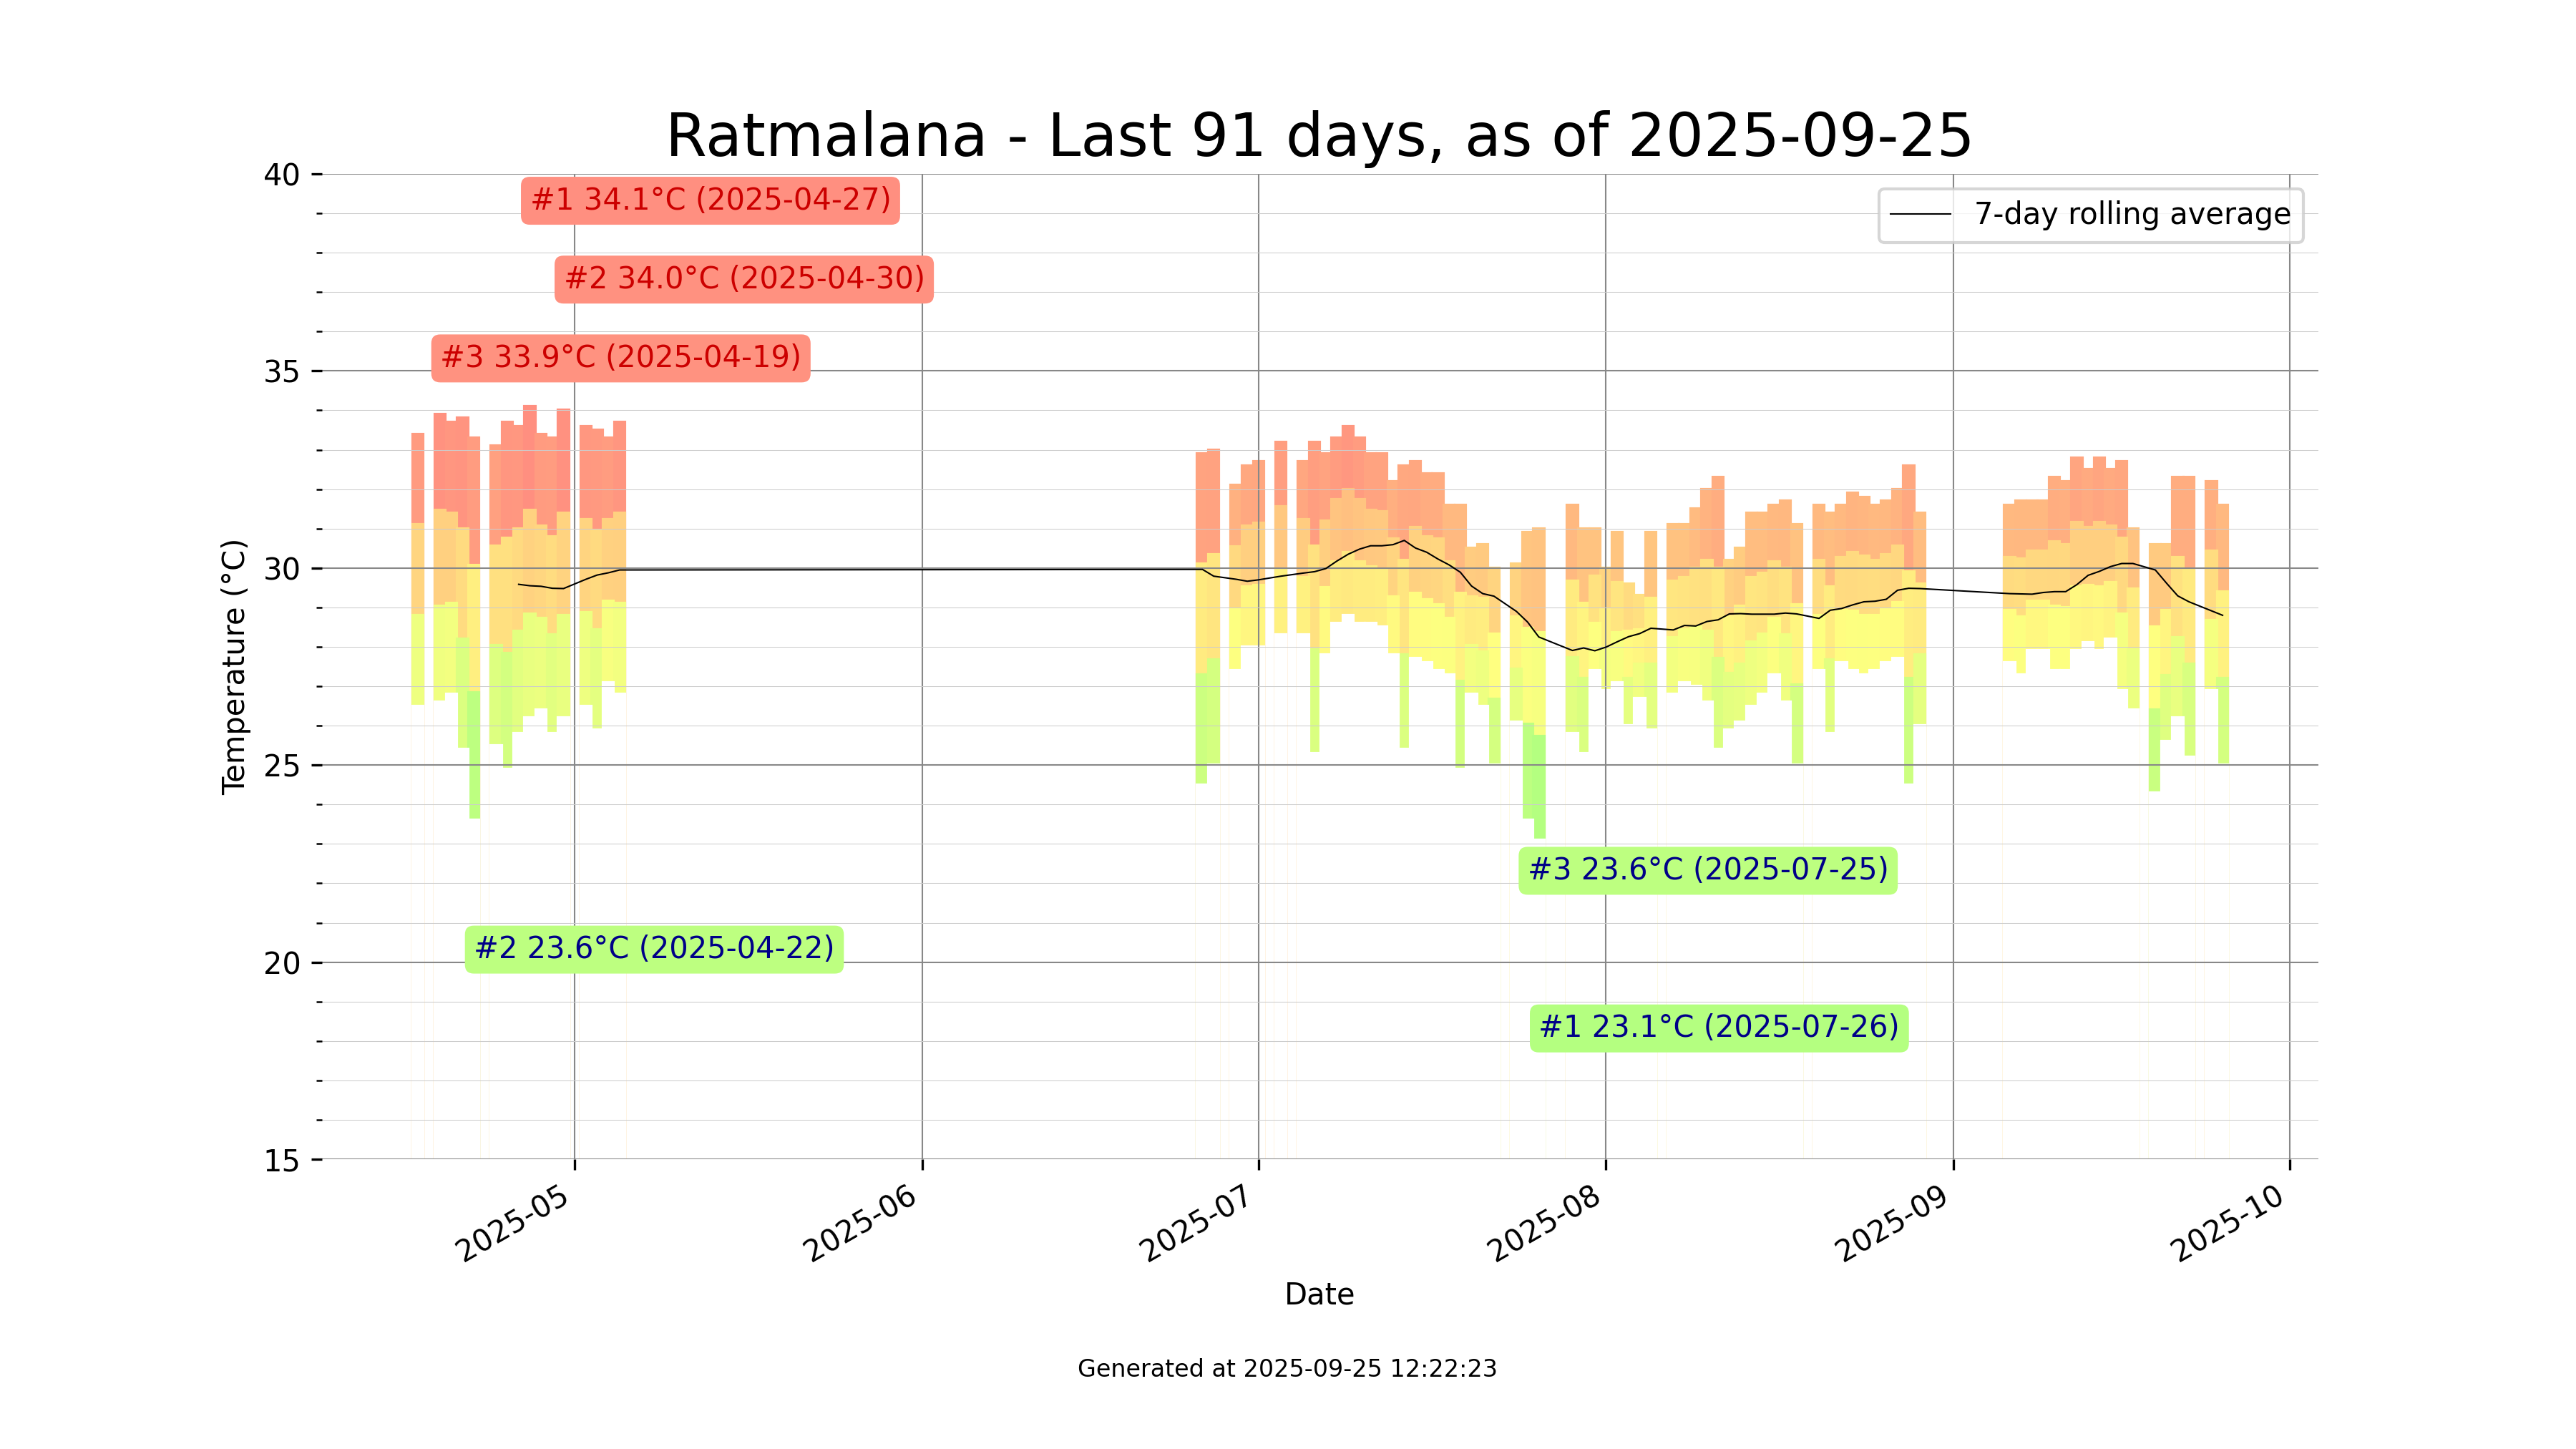 Ratmalana - Last 91 days, as of 2025-09-25
40
35
30
25
20
15
Temperature (°C)
#1 34.1°C (2025-04-27)
#2 34.0°C (2025-04-30)
#3 33.9°C (2025-04-19)
7-day rolling average
#3 23.6°C (2025-07-25)
#2 23.6°C (2025-04-22)
#1 23.1°C (2025-07-26)
2025-05
2025-06
2025-07
2025-08
2025-09
2025-10
Date
Generated at 2025-09-25 12:22:23